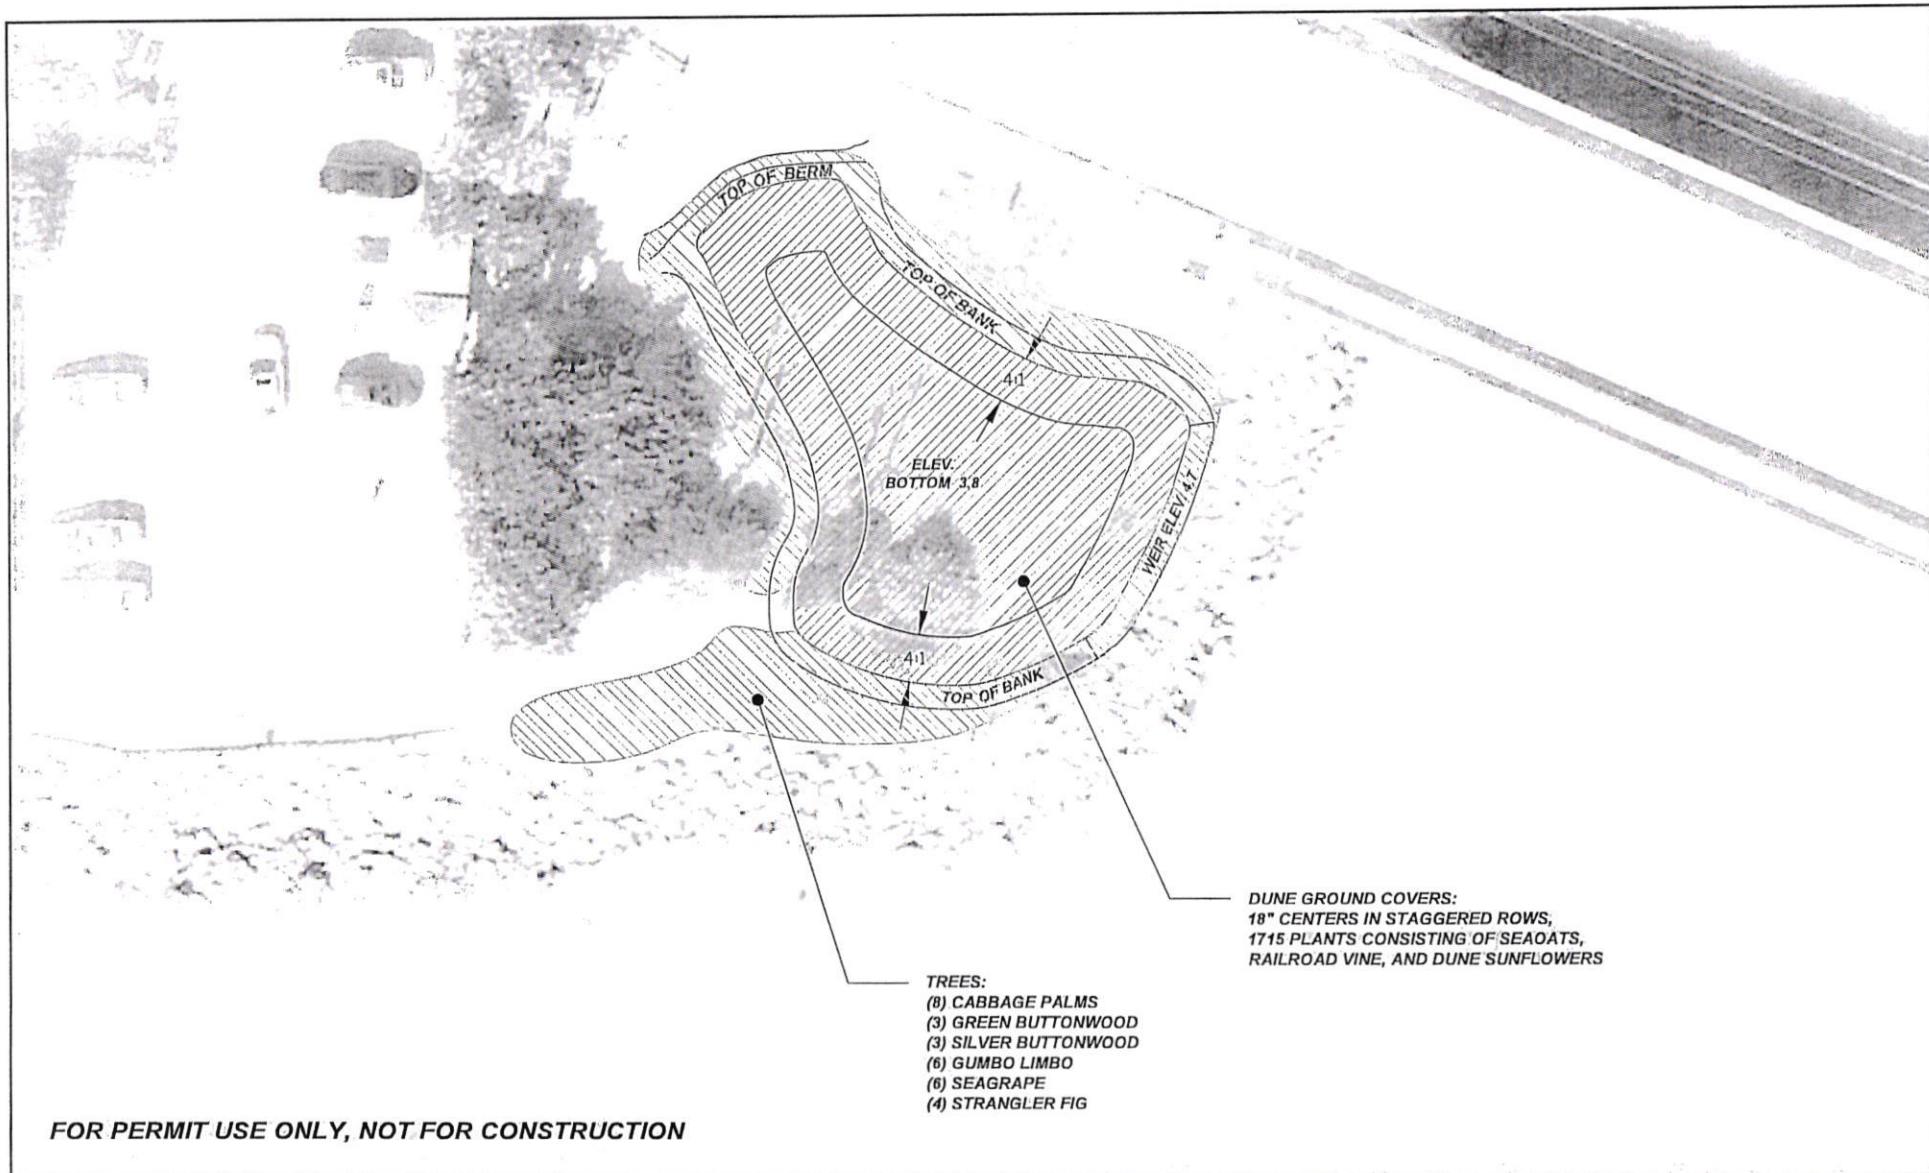 TOP OF BERM
TOP OF BANK
4:1
ELEV.
BOTTOM 3.8
WEIR ELEV. 4.7
4:1
TOP OF BANK
DUNE GROUND COVERS:
18" CENTERS IN STAGGERED ROWS,
1715 PLANTS CONSISTING OF SEAOATS,
RAILROAD VINE, AND DUNE SUNFLOWERS
TREES:
(8) CABBAGE PALMS
(3) GREEN BUTTONWOOD
(3) SILVER BUTTONWOOD
(6) GUMBO LIMBO
(6) SEAGRAPE
(4) STRANGLER FIG
FOR PERMIT USE ONLY, NOT FOR CONSTRUCTION